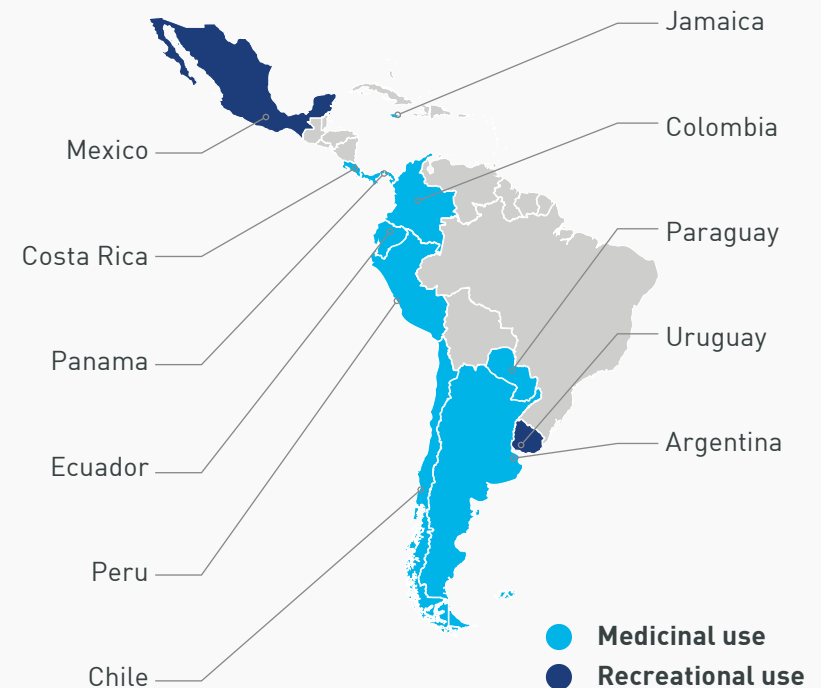 Jamaica
Colombia
Mexico
Paraguay
Costa Rica
Uruguay
Panama
Argentina
Ecuador
Peru
Medicinal use
Chile
Recreational use